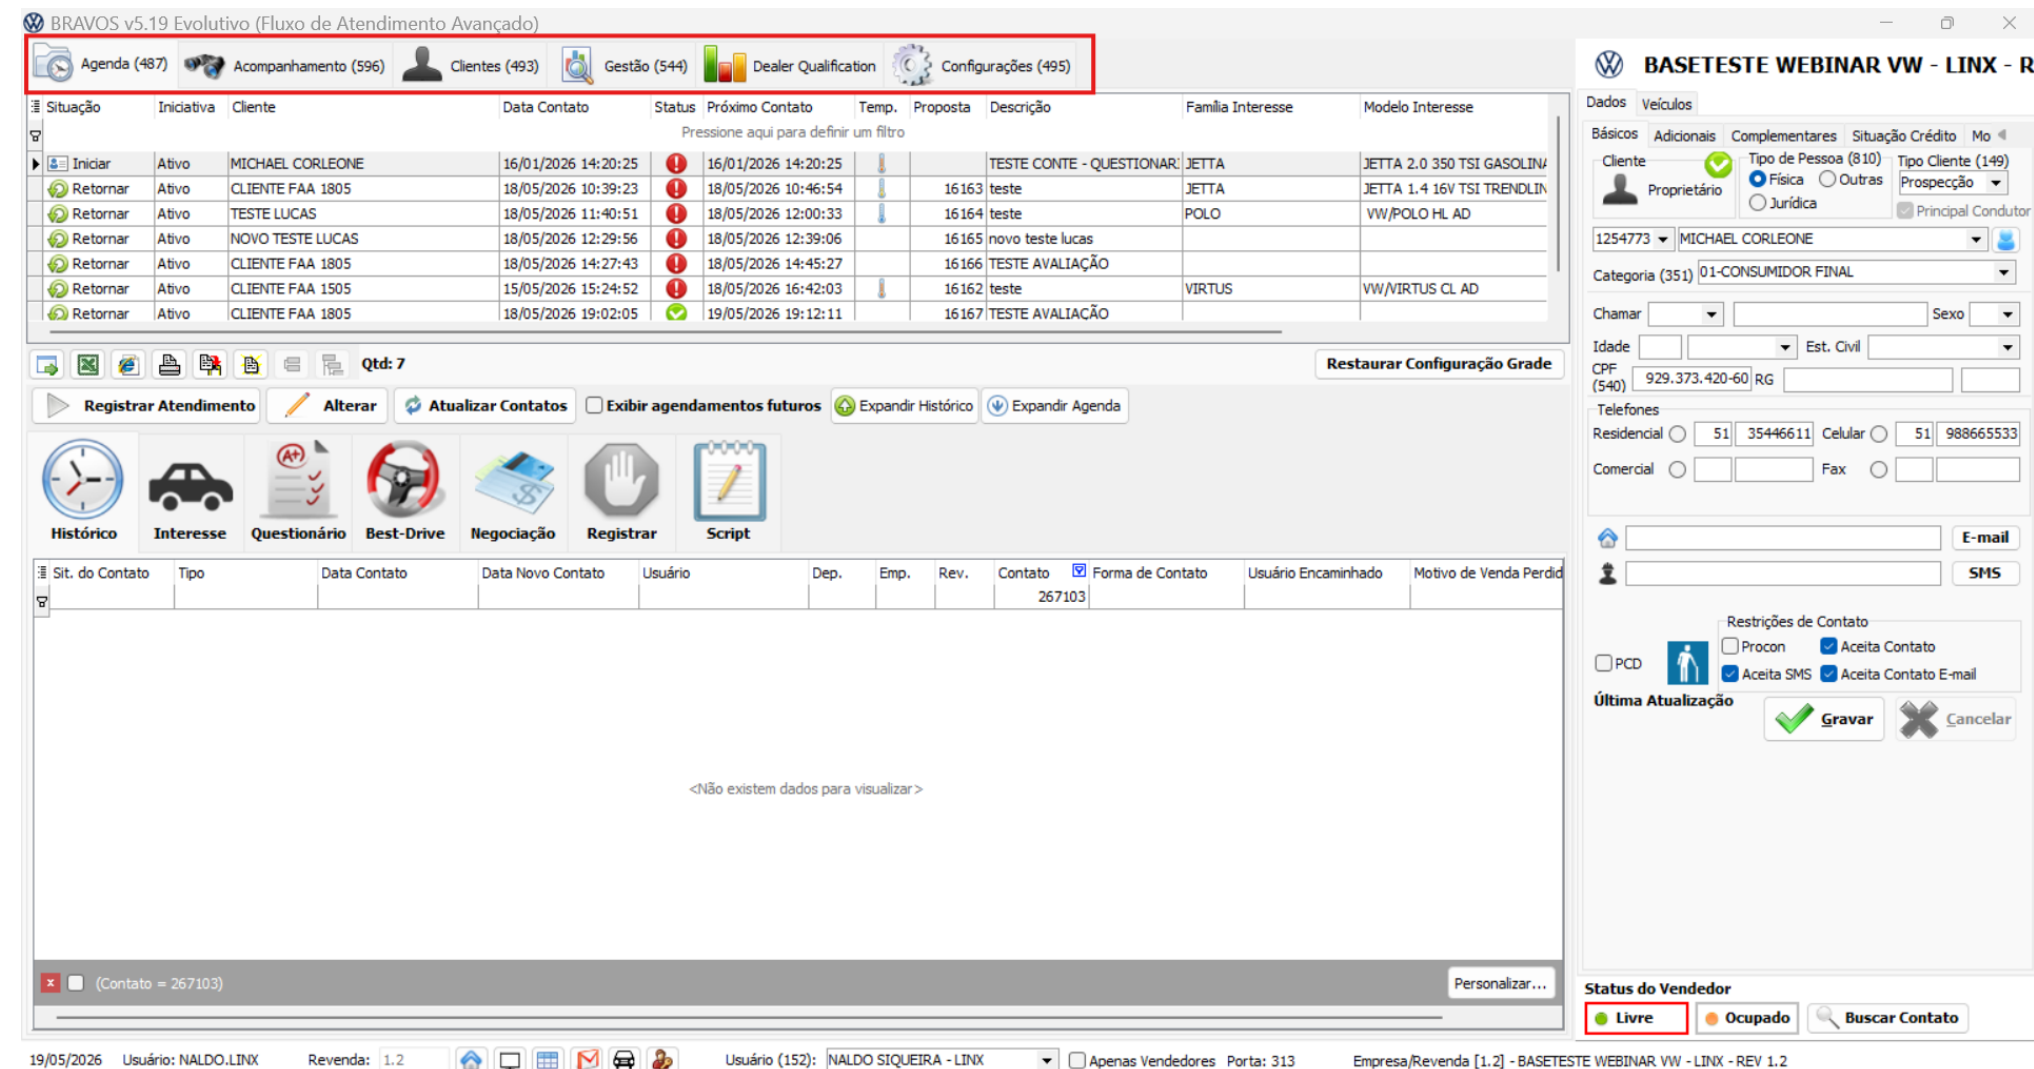 BRAVOS v5.19 Evolutivo (Fluxo de Atendimento Avançado)
Agenda (487) Acompanhamento (596) Clientes (493) Gestão (544) Dealer Qualification Configurações (495)
BASETESTE WEBINAR VW - LINX - R
Situação Iniciativa Cliente Data Contato Status Próximo Contato Temp. Proposta Descrição Família Interesse Modelo Interesse
Pressione aqui para definir um filtro
Iniciar Ativo MICHAEL CORLEONE 16/01/2026 14:20:25 16/01/2026 14:20:25 TESTE CONTE - QUESTIONARI JETTA JETTA 2.0 350 TSI GASOLINA
Retornar Ativo CLIENTE FAA 1805 18/05/2026 10:39:23 18/05/2026 10:46:54 16163 teste JETTA JETTA 1.4 16V TSI TRENDLIN
Retornar Ativo TESTE LUCAS 18/05/2026 11:40:51 18/05/2026 12:00:33 16164 teste POLO VW/POLO HL AD
Retornar Ativo NOVO TESTE LUCAS 18/05/2026 12:29:56 18/05/2026 12:39:06 16165 novo teste lucas
Retornar Ativo CLIENTE FAA 1805 18/05/2026 14:27:43 18/05/2026 14:45:27 16166 TESTE AVALIAÇÃO
Retornar Ativo CLIENTE FAA 1505 15/05/2026 15:24:52 18/05/2026 16:42:03 16162 teste VIRTUS VW/VIRTUS CL AD
Retornar Ativo CLIENTE FAA 1805 18/05/2026 19:02:05 19/05/2026 19:12:11 16167 TESTE AVALIAÇÃO
Qtd: 7
Restaurar Configuração Grade
Registrar Atendimento Alterar Atualizar Contatos Exibir agendamentos futuros Expandir Histórico Expandir Agenda
Histórico Interesse Questionário Best-Drive Negociação Registrar Script
Sit. do Contato Tipo Data Contato Data Novo Contato Usuário Dep. Emp. Rev. Contato Forma de Contato Usuário Encaminhado Motivo de Venda Perdid
267103
<Não existem dados para visualizar>
(Contato = 267103)
Personalizar...
Dados Veículos
Básicos Adicionais Complementares Situação Crédito Mo
Cliente Tipo de Pessoa (810) Tipo Cliente (149)
Proprietário Física Outras Prospecção
Jurídica Principal Condutor
1254773 MICHAEL CORLEONE
Categoria (351) 01-CONSUMIDOR FINAL
Chamar Sexo
Idade Est. Civil
CPF (540) 929.373.420-60 RG
Telefones
Residencial 51 35446611 Celular 51 988665533
Comercial Fax
E-mail
SMS
Restrições de Contato
Procon Aceita Contato
PCD
Aceita SMS Aceita Contato E-mail
Última Atualização
Gravar Cancelar
Status do Vendedor
Livre Ocupado Buscar Contato
19/05/2026 Usuário: NALDO.LINX Revenda: 1.2 Usuário (152): NALDO SIQUEIRA - LINX Apenas Vendedores Porta: 313 Empresa/Revenda [1.2] - BASETESTE WEBINAR VW - LINX - REV 1.2